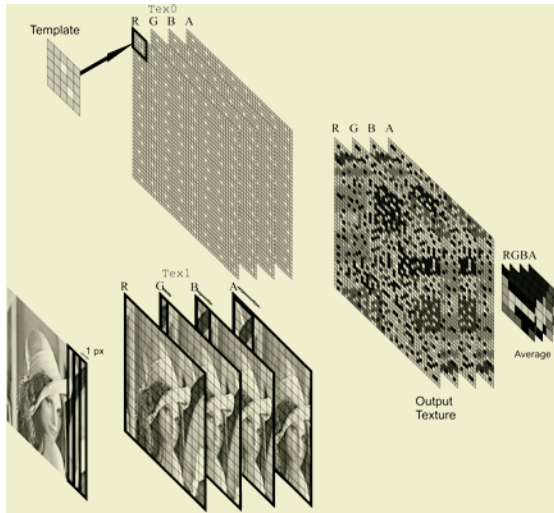 Tex0
R G B A
Template
R G B A
Tex1
R G B A
RGBA
1 px
Average
Output
Texture